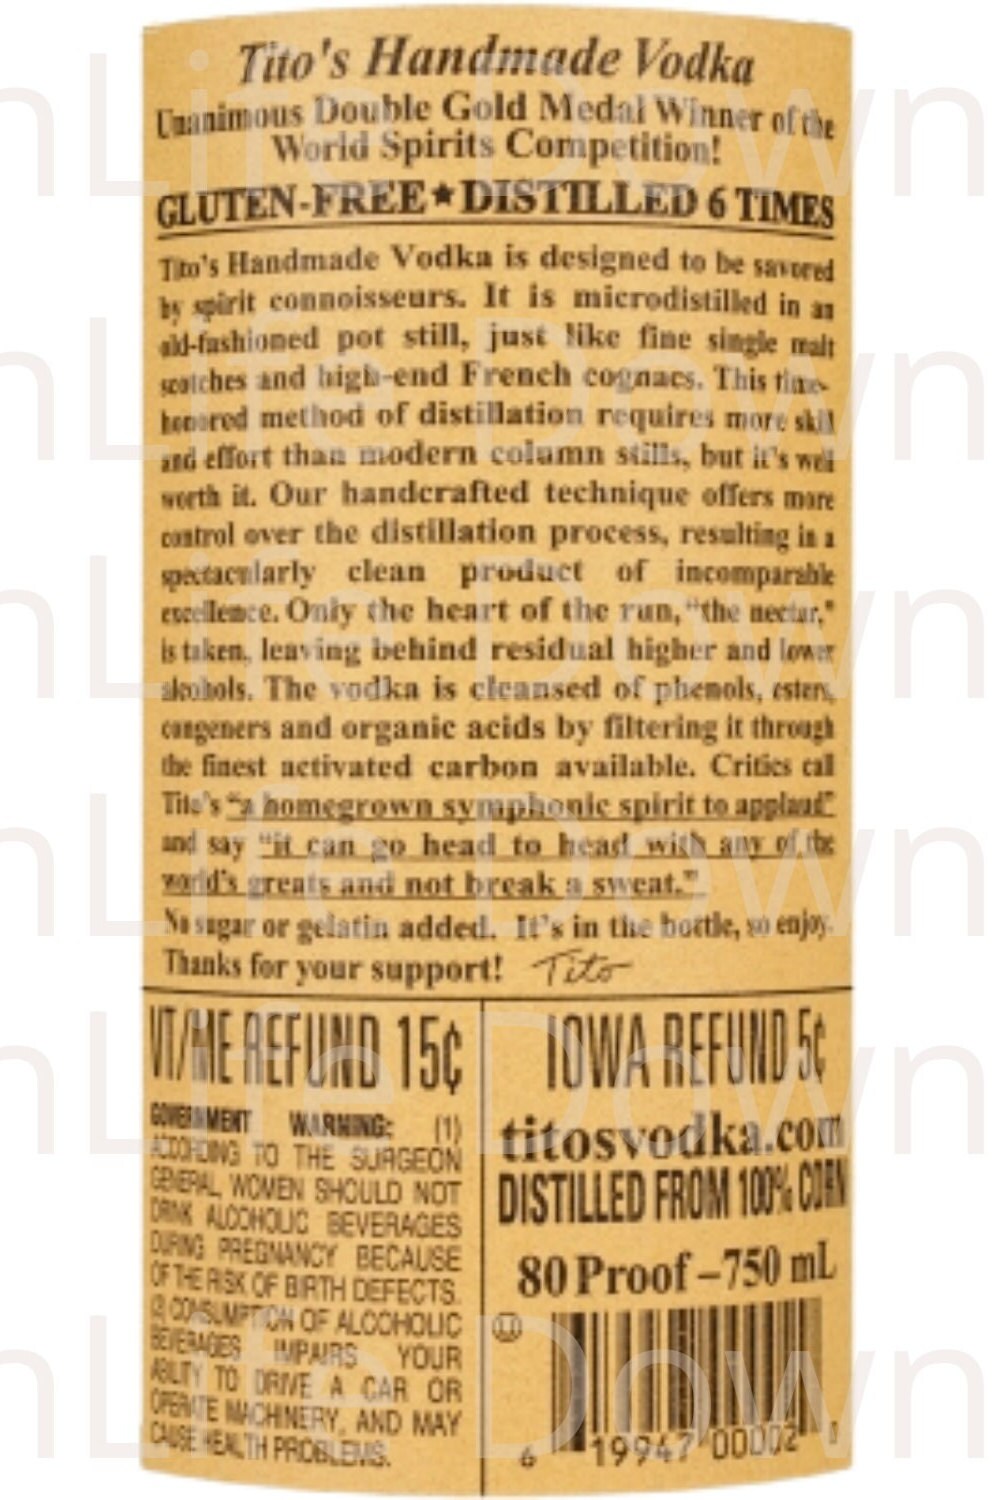 Tito's Handmade Vodka
Unanimous Double Gold Medal Winner of the
World Spirits Competition!
GLUTEN-FREE★DISTILLED 6 TIMES
Tito's Handmade Vodka is designed to be savored
by spirit connoisseurs. It is microdistilled in an
old-fashioned pot still, just like fine single malt
scotches and high-end French cognacs. This time-
honored method of distillation requires more skill
and effort than modern column stills, but it's well
worth it. Our handcrafted technique offers more
control over the distillation process, resulting in a
spectacularly clean product of incomparable
excellence. Only the heart of the run, "the nectar,"
is taken, leaving behind residual higher and lower
alcohols. The vodka is cleansed of phenols, esters,
congeners and organic acids by filtering it through
the finest activated carbon available. Critics call
Tito's "a homegrown symphonic spirit to applaud"
and say "it can go head to head with any of the
world's greats and not break a sweat."
No sugar or gelatin added. It's in the bottle, so enjoy.
Thanks for your support! Tito
VT/ME REFUND 15¢
GOVERNMENT WARNING: (1)
ACCORDING TO THE SURGEON
GENERAL, WOMEN SHOULD NOT
DRINK ALCOHOLIC BEVERAGES
DURING PREGNANCY BECAUSE
OF THE RISK OF BIRTH DEFECTS.
(2) CONSUMPTION OF ALCOHOLIC
BEVERAGES IMPAIRS YOUR
ABILITY TO DRIVE A CAR OR
OPERATE MACHINERY, AND MAY
CAUSE HEALTH PROBLEMS.
IOWA REFUND 5¢
titosvodka.com
DISTILLED FROM 100% CORN
80 Proof – 750 mL
U
6 19947 00002
nLife Down
nLife Down
nLife Down
nLife Down
nLife Down
nLife Down